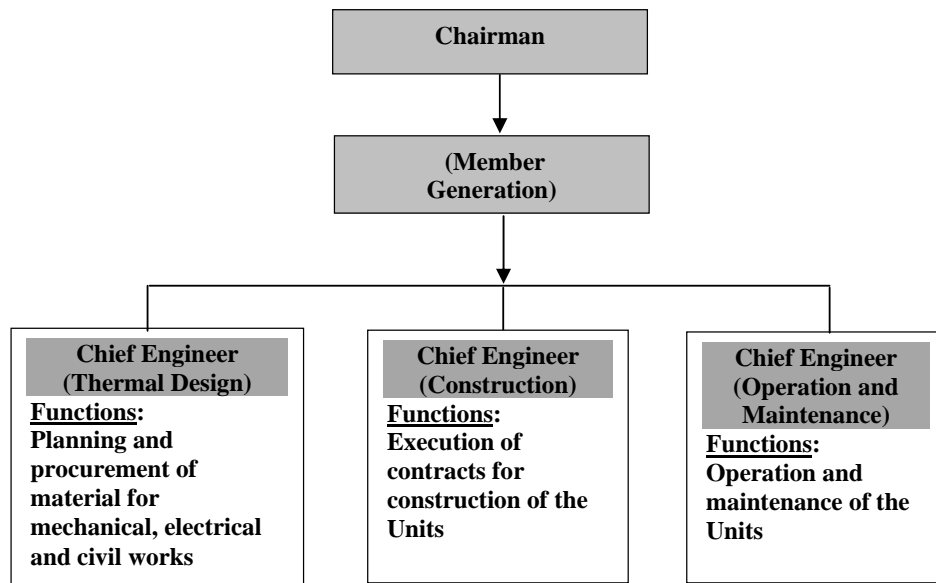 Chairman
(Member
Generation)
Chief Engineer
(Thermal Design)
Functions:
Planning and
procurement of
material for
mechanical, electrical
and civil works
Chief Engineer
(Construction)
Functions:
Execution of
contracts for
construction of the
Units
Chief Engineer
(Operation and
Maintenance)
Functions:
Operation and
maintenance of the
Units